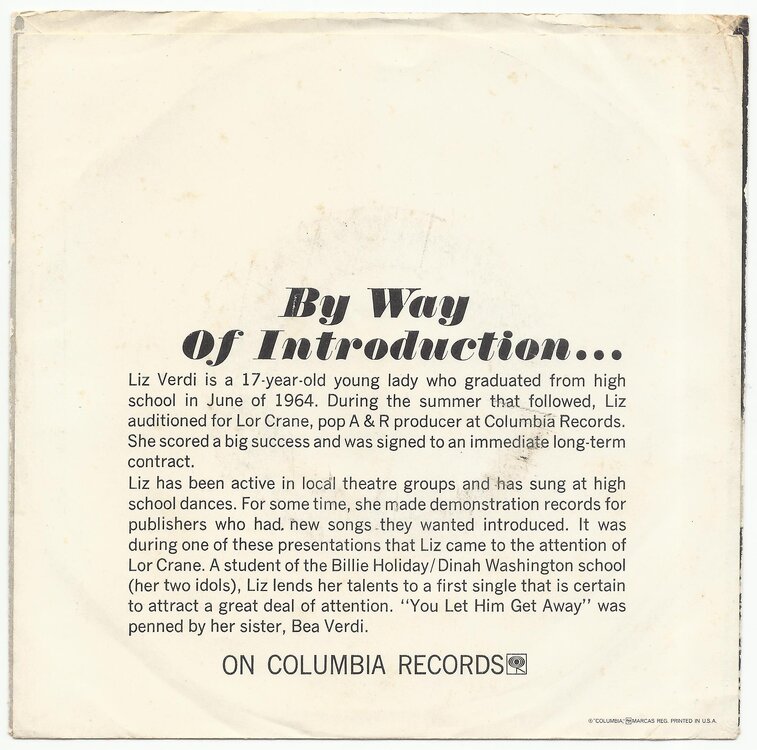 By Way
Of Introduction...
Liz Verdi is a 17-year-old young lady who graduated from high
school in June of 1964. During the summer that followed, Liz
auditioned for Lor Crane, pop A & R producer at Columbia Records.
She scored a big success and was signed to an immediate long-term
contract.
Liz has been active in local theatre groups and has sung at high
school dances. For some time, she made demonstration records for
publishers who had new songs they wanted introduced. It was
during one of these presentations that Liz came to the attention of
Lor Crane. A student of the Billie Holiday/Dinah Washington school
(her two idols), Liz lends her talents to a first single that is certain
to attract a great deal of attention. "You Let Him Get Away" was
penned by her sister, Bea Verdi.
ON COLUMBIA RECORDS
® "COLUMBIA," MARCAS REG. PRINTED IN U.S.A.